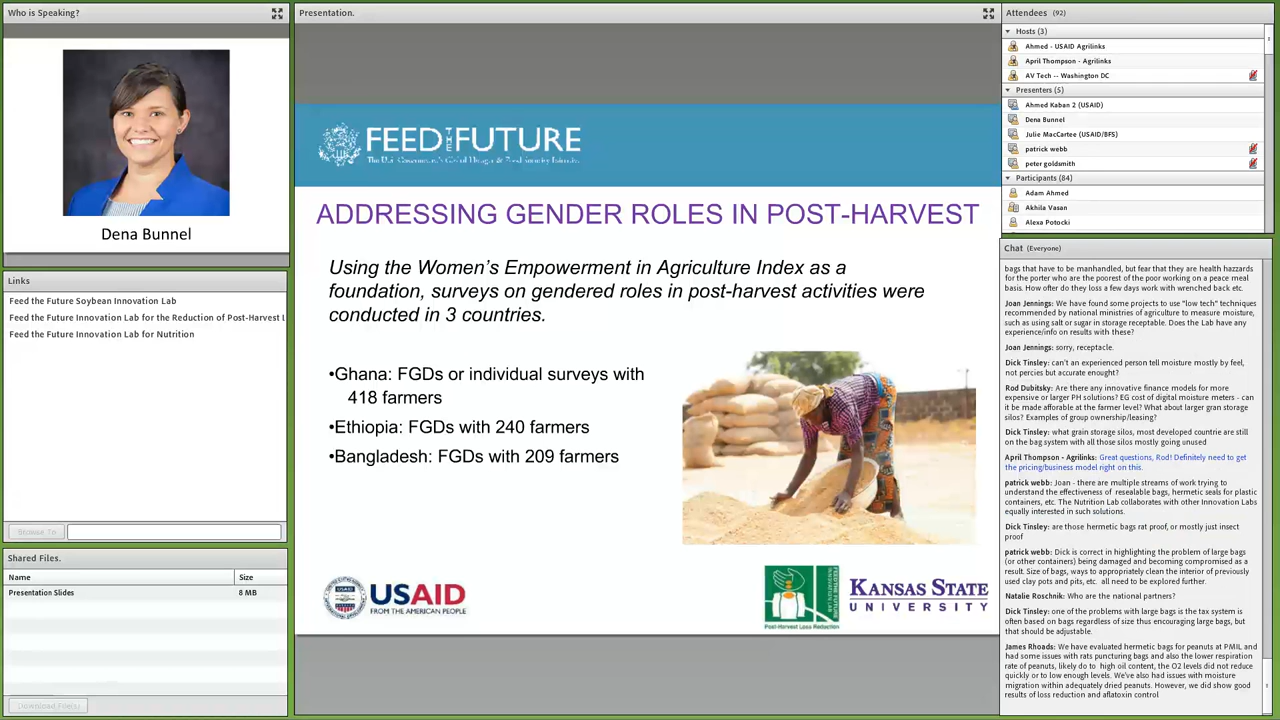 Who is Speaking?
Dena Bunnel
Links
Feed the Future Soybean Innovation Lab
Feed the Future Innovation Lab for the Reduction of Post-Harvest L
Feed the Future Innovation Lab for Nutrition
Browse To
Shared Files.
Name Size
Presentation Slides 8 MB
Download File(s)
Presentation.
FEED THE FUTURE
The U.S. Government's Global Hunger & Food Security Initiative
ADDRESSING GENDER ROLES IN POST-HARVEST
Using the Women's Empowerment in Agriculture Index as a
foundation, surveys on gendered roles in post-harvest activities were
conducted in 3 countries.
•Ghana: FGDs or individual surveys with
418 farmers
•Ethiopia: FGDs with 240 farmers
•Bangladesh: FGDs with 209 farmers
USAID
FROM THE AMERICAN PEOPLE
Post-Harvest Loss Reduction
KANSAS STATE
UNIVERSITY
Attendees (92)
Hosts (3)
Ahmed - USAID Agrilinks
April Thompson - Agrilinks
AV Tech -- Washington DC
Presenters (5)
Ahmed Kaban 2 (USAID)
Dena Bunnel
Julie MacCartee (USAID/BFS)
patrick webb
peter goldsmith
Participants (84)
Adam Ahmed
Akhila Vasan
Alexa Potocki
Chat (Everyone)
bags that have to be manhandled, but fear that they are health hazzards
for the porter who are the poorest of the poor working on a peace meal
basis. How ofter do they loss a few days work with wrenched back etc.
Joan Jennings: We have found some projects to use "low tech" techniques
recommended by national ministries of agriculture to measure moisture,
such as using salt or sugar in storage receptable. Does the Lab have any
experience/info on results with these?
Joan Jennings: sorry, receptacle.
Dick Tinsley: can't an experienced person tell moisture mostly by feel,
not percies but accurate enought?
Rod Dubitsky: Are there any innovative finance models for more
expensive or larger PH solutions? EG cost of digital moisture meters - can
it be made afforable at the farmer level? What about larger gran storage
silos? Examples of group ownership/leasing?
Dick Tinsley: what grain storage silos, most developed countrie are still
on the bag system with all those silos mostly going unused
April Thompson - Agrilinks: Great questions, Rod! Definitely need to get
the pricing/business model right on this.
patrick webb: Joan - there are multiple streams of work trying to
understand the effectiveness of resealable bags, hermetic seals for plastic
containers, etc. The Nutrition Lab collaborates with other Innovation Labs
equally interested in such solutions.
Dick Tinsley: are those hermetic bags rat proof, or mostly just insect
proof
patrick webb: Dick is correct in highlighting the problem of large bags
(or other containers) being damaged and becoming compromised as a
result. Size of bags, ways to appropriately clean the interior of previously
used clay pots and pits, etc. all need to be explored further.
Natalie Roschnik: Who are the national partners?
Dick Tinsley: one of the problems with large bags is the tax system is
often based on bags regardless of size thus encouraging large bags, but
that should be adjustable.
James Rhoads: We have evaluated hermetic bags for peanuts at PMIL and
had some issues with rats puncturing bags and also the lower respiration
rate of peanuts, likely do to high oil content, the O2 levels did not reduce
quickly or to low enough levels. We've also had issues with moisture
migration within adequately dried peanuts. However, we did show good
results of loss reduction and aflatoxin control